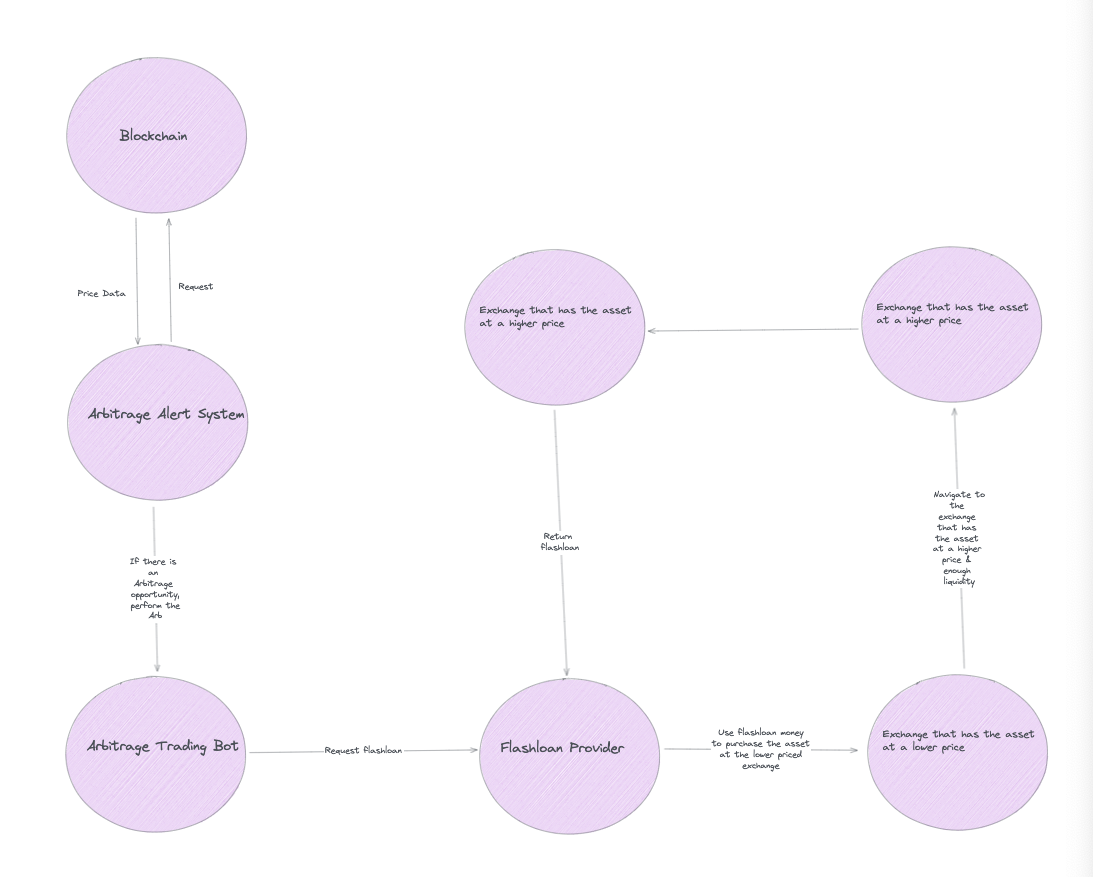 Blockchain
Price Data
Request
Arbitrage Alert System
If there is
an
Arbitrage
opportunity,
perform the
Arb
Arbitrage Trading Bot
Request flashloan
Exchange that has the asset
at a higher price
Return
flashloan
Flashloan Provider
Use flashloan money
to purchase the asset
at the lower priced
exchange
Exchange that has the asset
at a higher price
Navigate to
the
exchange
that has
the asset
at a higher
price &
enough
liquidity
Exchange that has the asset
at a lower price